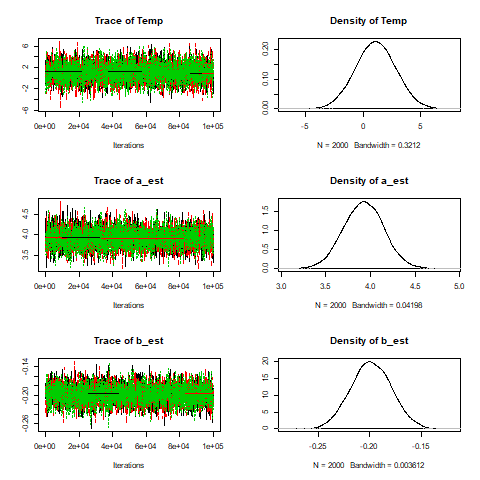 Trace of Temp
6
2
-2
-6
0e+00 2e+04 4e+04 6e+04 8e+04 1e+05
Iterations
Density of Temp
0.20
0.10
0.00
-5 0 5
N = 2000 Bandwidth = 0.3212
Trace of a_est
4.5
4.0
3.5
0e+00 2e+04 4e+04 6e+04 8e+04 1e+05
Iterations
Density of a_est
1.5
1.0
0.5
0.0
3.0 3.5 4.0 4.5 5.0
N = 2000 Bandwidth = 0.04198
Trace of b_est
-0.14
-0.20
-0.26
0e+00 2e+04 4e+04 6e+04 8e+04 1e+05
Iterations
Density of b_est
20
15
10
5
0
-0.25 -0.20 -0.15
N = 2000 Bandwidth = 0.003612